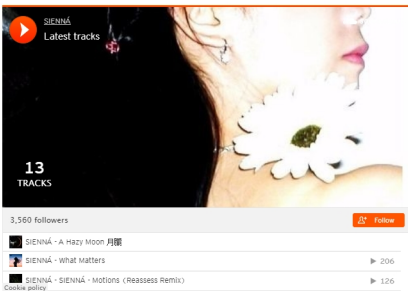 SIENNÁ
Latest tracks
13
TRACKS
3,560 followers
Follow
SIENNÁ - A Hazy Moon 月朧
SIENNÁ - What Matters
206
SIENNÁ - SIENNÁ - Motions (Reassess Remix)
126
Cookie policy